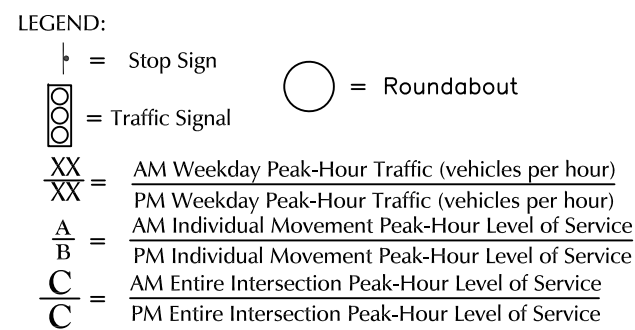 LEGEND:
= Stop Sign
= Roundabout
= Traffic Signal
XX
XX
=
AM Weekday Peak-Hour Traffic (vehicles per hour)
PM Weekday Peak-Hour Traffic (vehicles per hour)
A
B
=
AM Individual Movement Peak-Hour Level of Service
PM Individual Movement Peak-Hour Level of Service
C
C
=
AM Entire Intersection Peak-Hour Level of Service
PM Entire Intersection Peak-Hour Level of Service